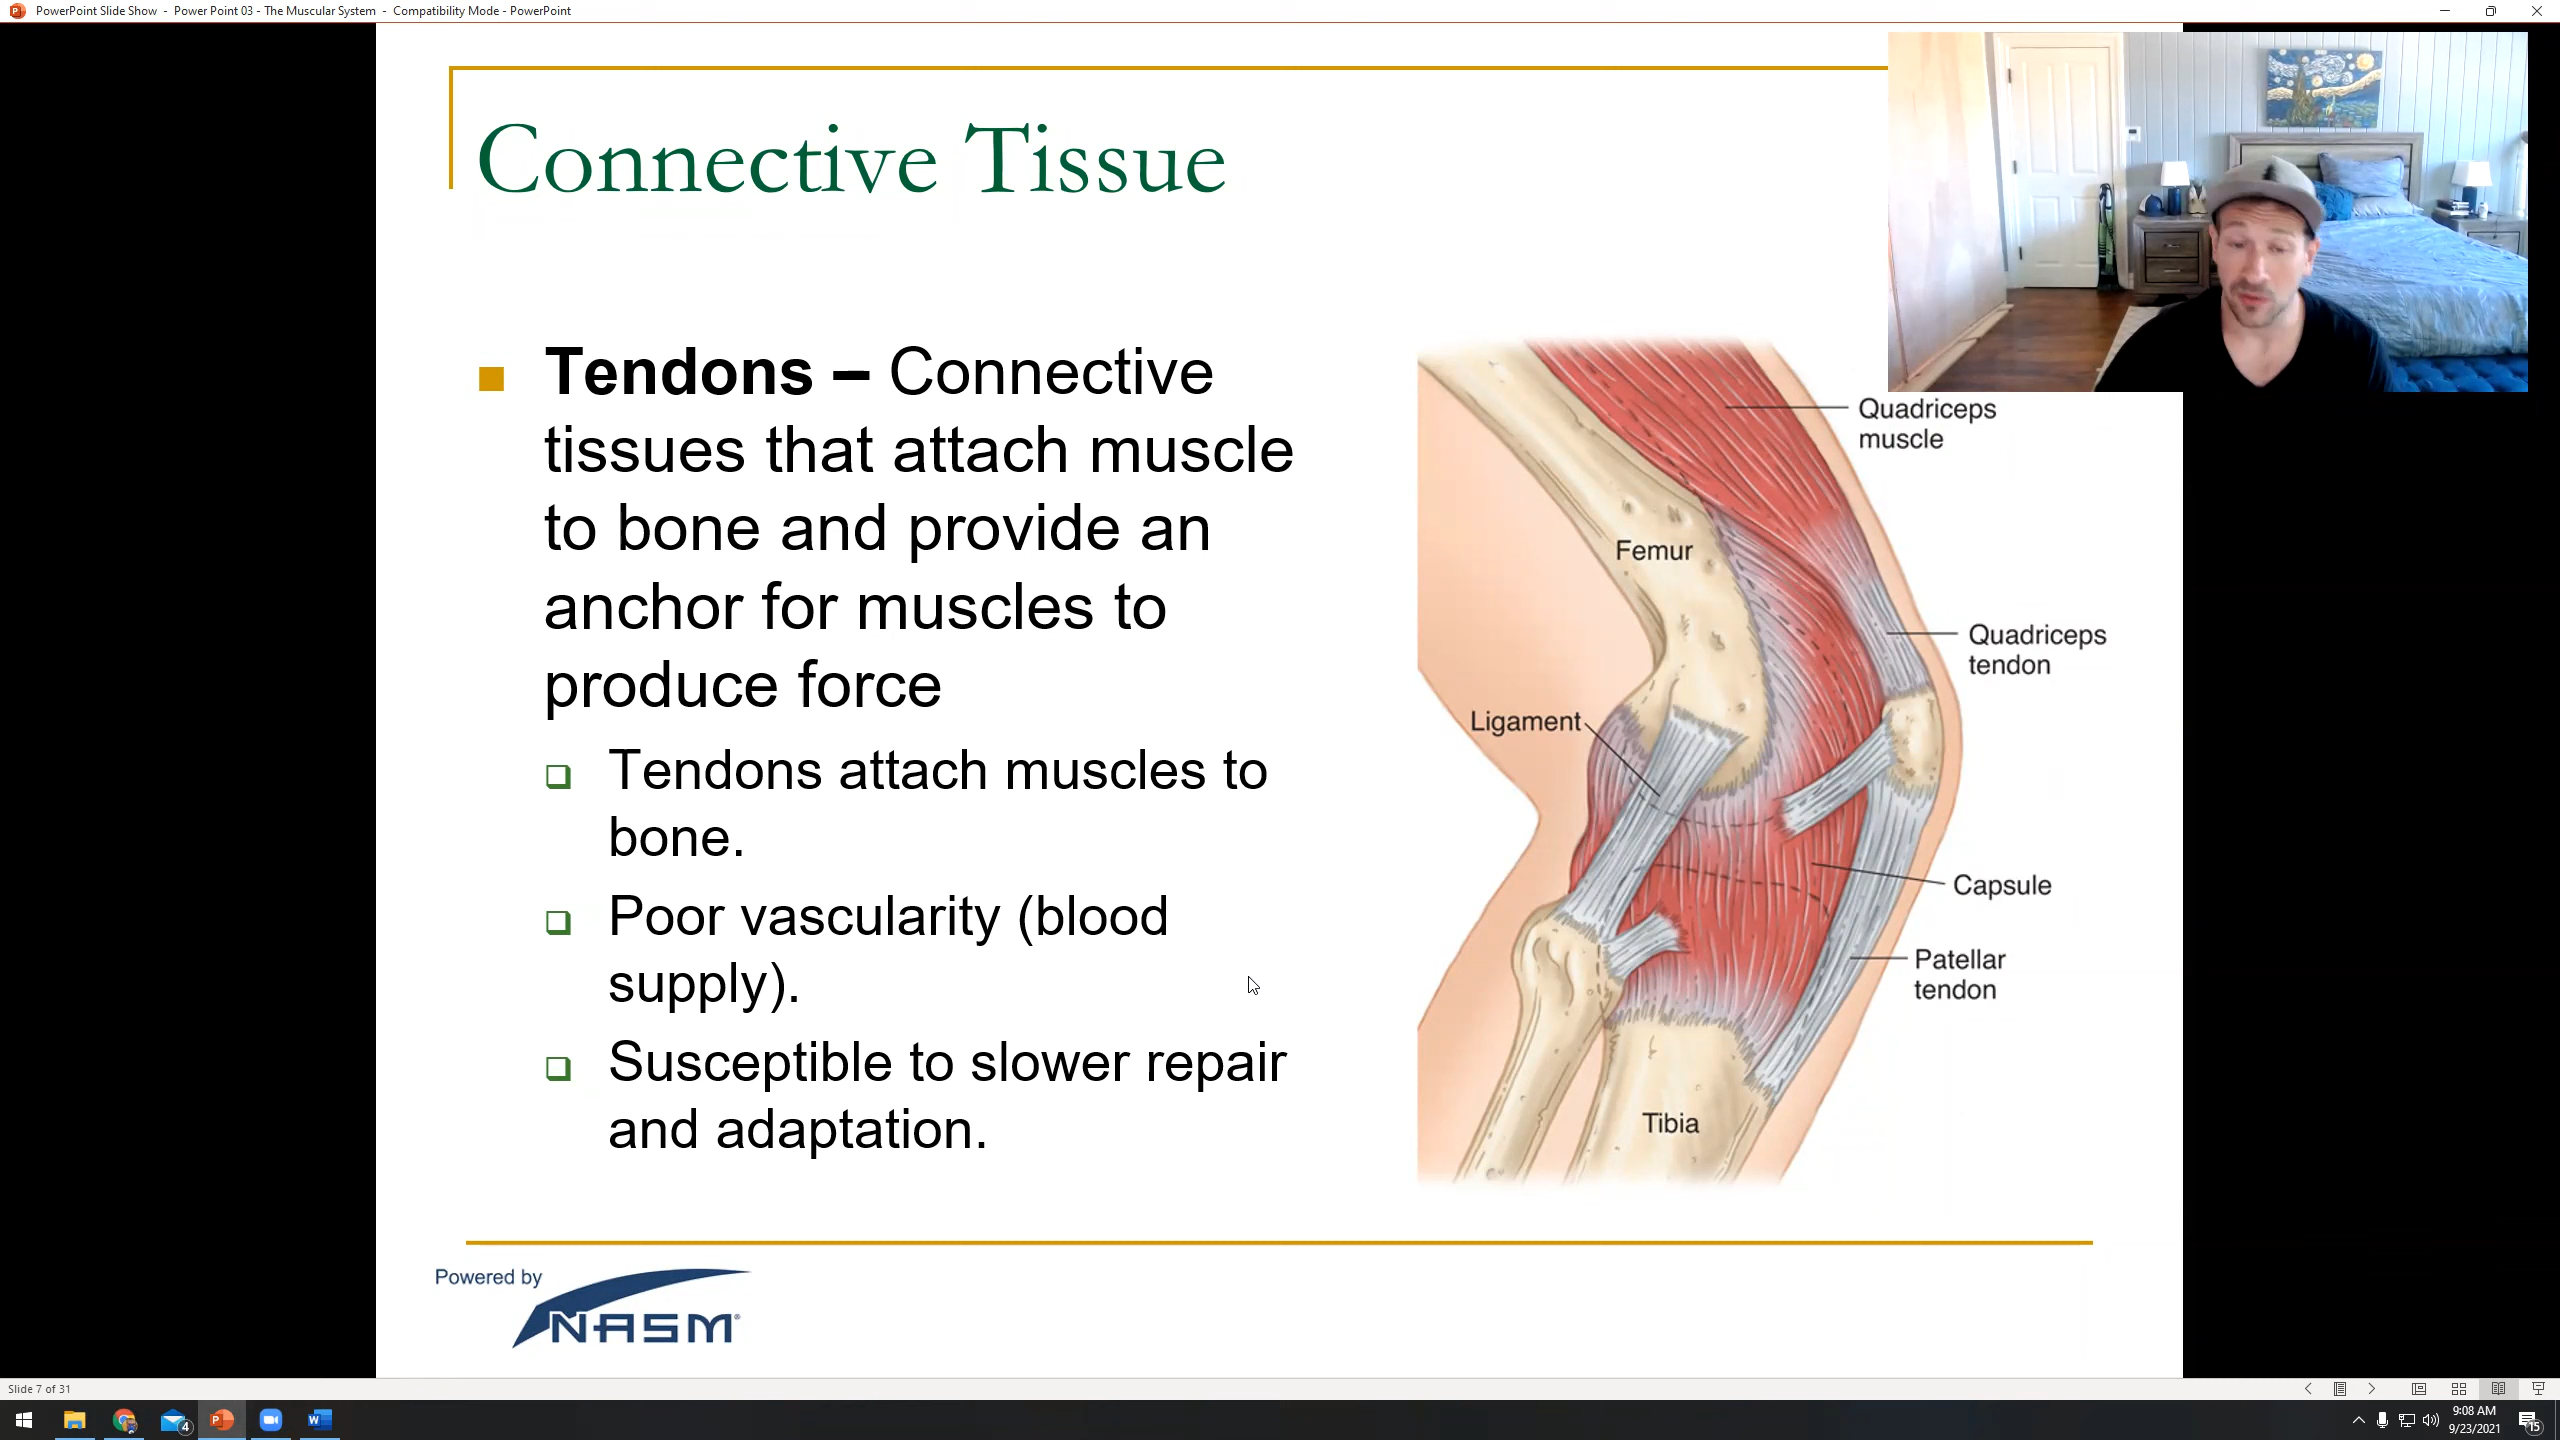 PowerPoint Slide Show - Power Point 03 - The Muscular System - Compatibility Mode - PowerPoint
Connective Tissue
Tendons – Connective
tissues that attach muscle
to bone and provide an
anchor for muscles to
produce force
Tendons attach muscles to
bone.
Poor vascularity (blood
supply).
Susceptible to slower repair
and adaptation.
Quadriceps
muscle
Femur
Quadriceps
tendon
Ligament
Capsule
Patellar
tendon
Tibia
Powered by
NASM
Slide 7 of 31
4
9:08 AM
9/23/2021
15